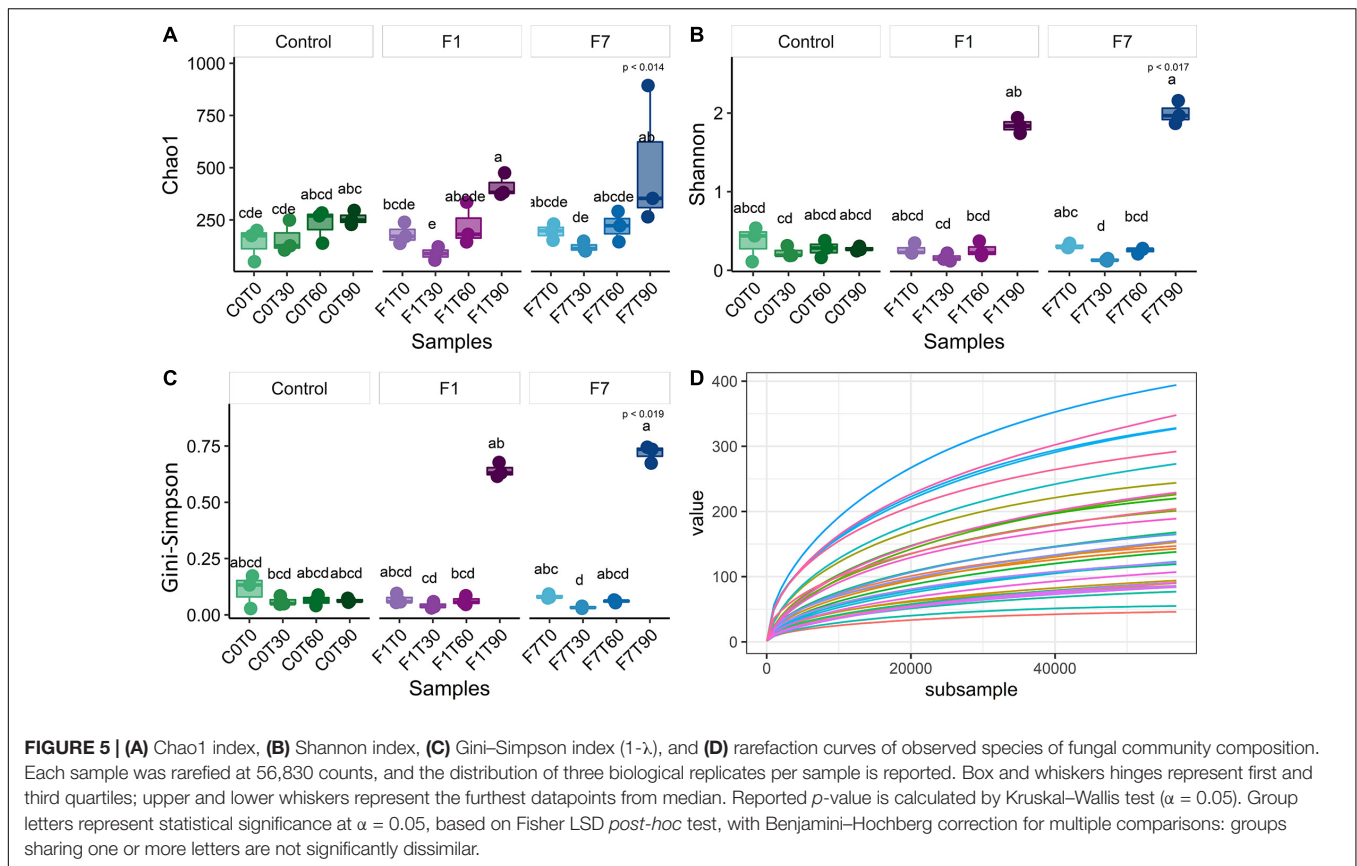 A
Control F1 F7
p < 0.014
1000
750
500
250
Chao1
cde cde abcd abc
bcde e abcde a
abcde de abcde ab
C0T0 C0T30 C0T60 C0T90 F1T0 F1T30 F1T60 F1T90 F7T0 F7T30 F7T60 F7T90
Samples
B
Control F1 F7
p < 0.017
2
1
0
Shannon
abcd cd abcd abcd
abcd cd bcd ab
abc d bcd a
C0T0 C0T30 C0T60 C0T90 F1T0 F1T30 F1T60 F1T90 F7T0 F7T30 F7T60 F7T90
Samples
C
Control F1 F7
p < 0.019
0.75
0.50
0.25
0.00
Gini-Simpson
abcd bcd abcd abcd
abcd cd bcd ab
abc d abcd a
C0T0 C0T30 C0T60 C0T90 F1T0 F1T30 F1T60 F1T90 F7T0 F7T30 F7T60 F7T90
Samples
D
400
300
200
100
0
value
0 20000 40000
subsample
FIGURE 5 | (A) Chao1 index, (B) Shannon index, (C) Gini–Simpson index (1-λ), and (D) rarefaction curves of observed species of fungal community composition.
Each sample was rarefied at 56,830 counts, and the distribution of three biological replicates per sample is reported. Box and whiskers hinges represent first and
third quartiles; upper and lower whiskers represent the furthest datapoints from median. Reported p-value is calculated by Kruskal–Wallis test (α = 0.05). Group
letters represent statistical significance at α = 0.05, based on Fisher LSD post-hoc test, with Benjamini–Hochberg correction for multiple comparisons: groups
sharing one or more letters are not significantly dissimilar.